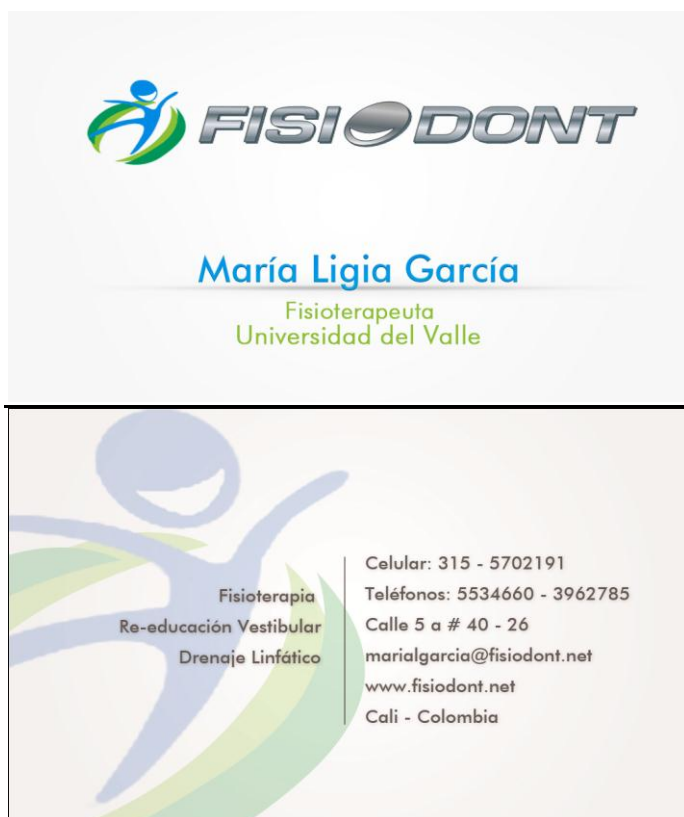 FISIODONT
María Ligia García
Fisioterapeuta
Universidad del Valle
Fisioterapia
Re-educación Vestibular
Drenaje Linfático
Celular: 315 - 5702191
Teléfonos: 5534660 - 3962785
Calle 5 a # 40 - 26
marialgarcia@fisiodont.net
www.fisiodont.net
Cali - Colombia